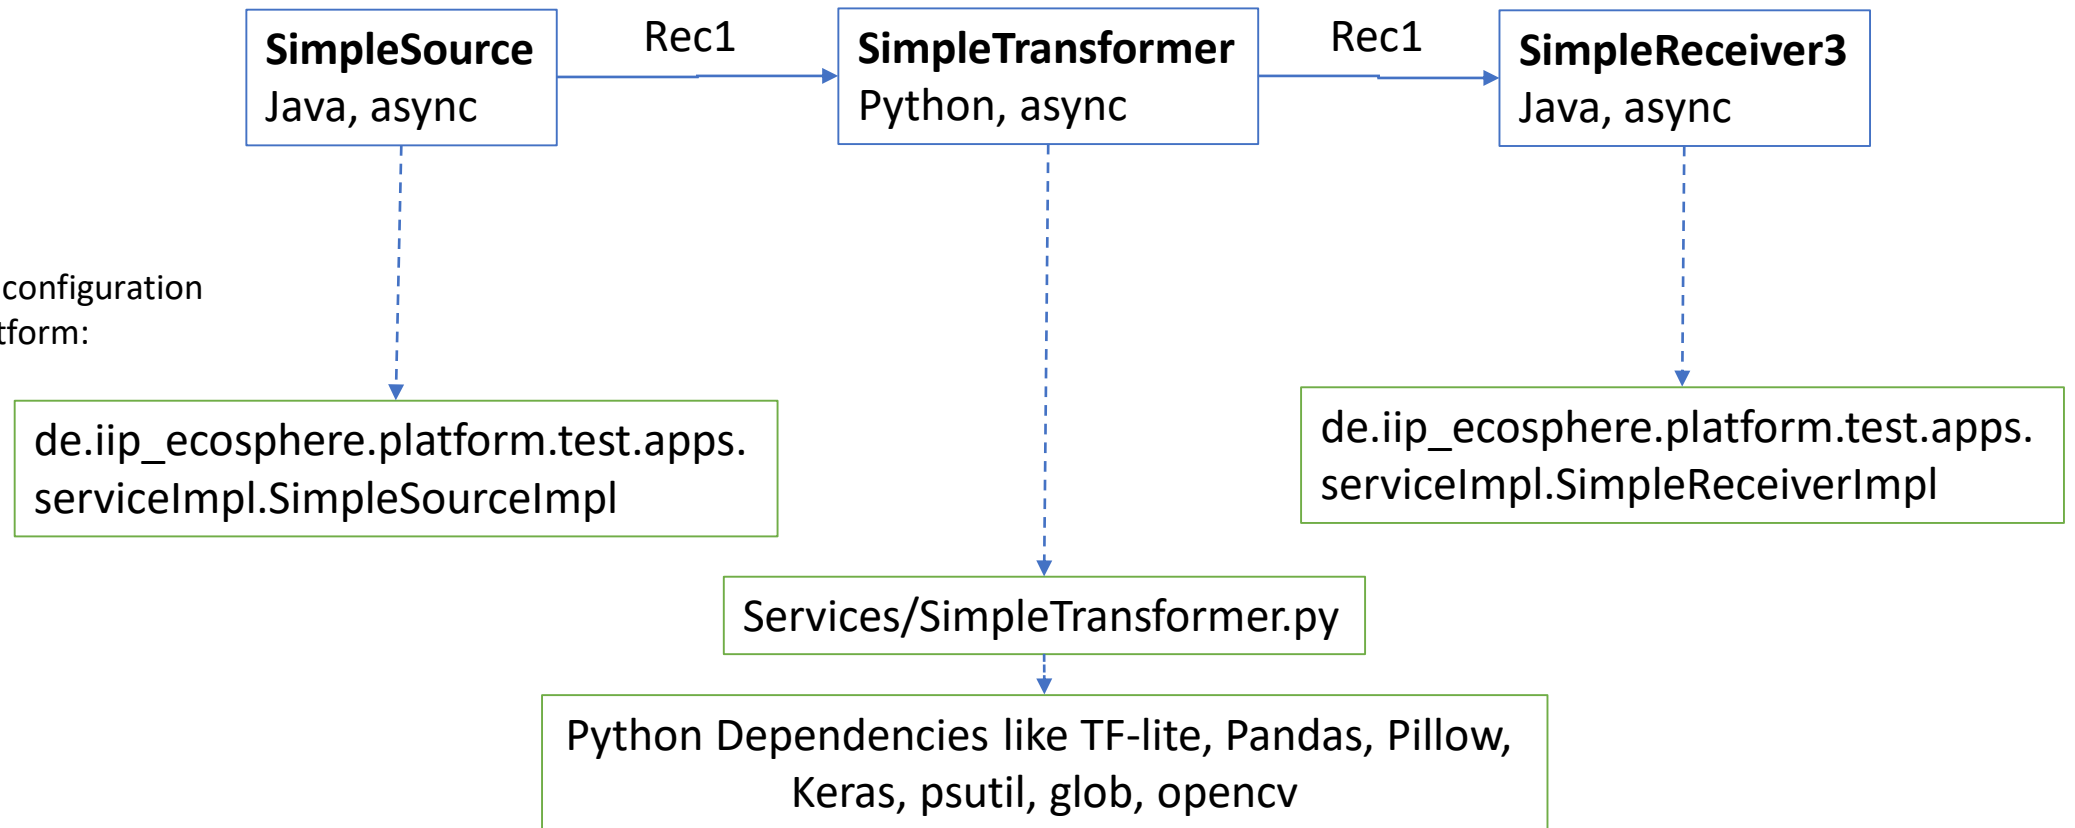 SimpleSource
Java, async
Rec1
SimpleTransformer
Python, async
Rec1
SimpleReceiver3
Java, async
configuration
tform:
de.iip_ecosphere.platform.test.apps.
serviceImpl.SimpleSourceImpl
de.iip_ecosphere.platform.test.apps.
serviceImpl.SimpleReceiverImpl
Services/SimpleTransformer.py
Python Dependencies like TF-lite, Pandas, Pillow,
Keras, psutil, glob, opencv